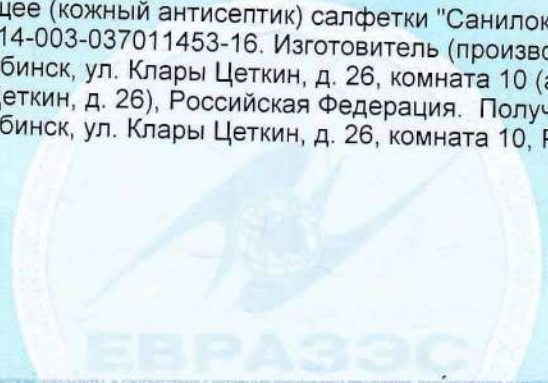 щее (кожный антисептик) салфетки "Санилок
14-003-037011453-16. Изготовитель (произво
бинск, ул. Клары Цеткин, д. 26, комната 10 (а
еткин, д. 26), Российская Федерация. Получ
бинск, ул. Клары Цеткин, д. 26, комната 10, Р
ЕВРАЗЭС